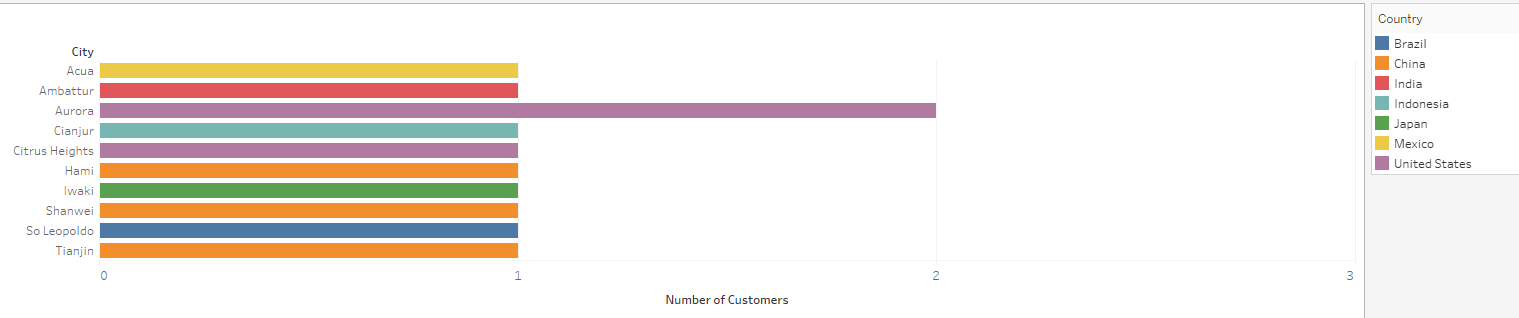 City
Acua
Ambattur
Aurora
Cianjur
Citrus Heights
Hami
Iwaki
Shanwei
So Leopoldo
Tianjin
0 1 2 3
Number of Customers
Country
Brazil
China
India
Indonesia
Japan
Mexico
United States